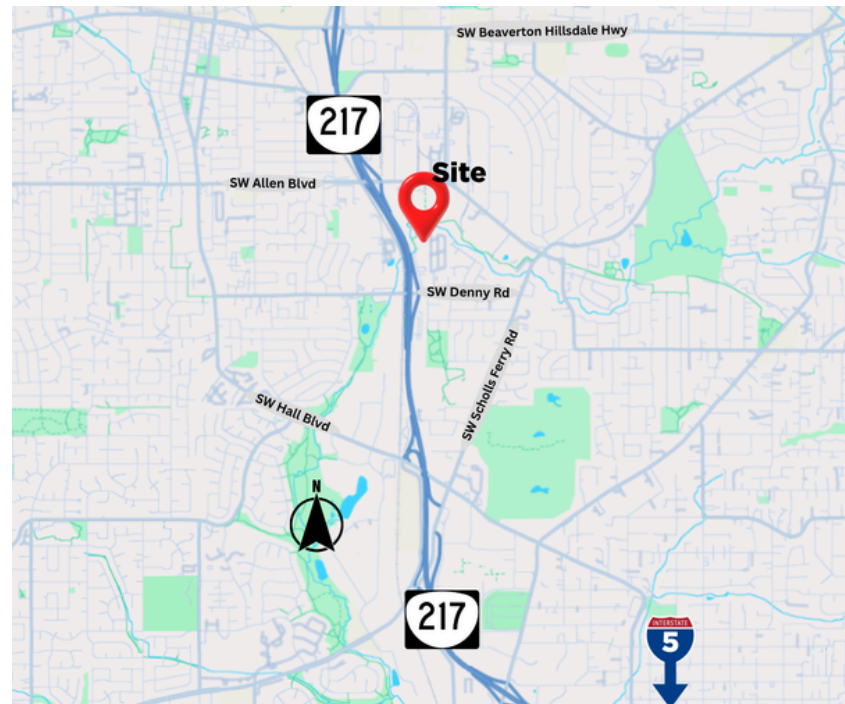 SW Beaverton Hillsdale Hwy
217
Site
SW Allen Blvd
SW Denny Rd
SW Scholls Ferry Rd
SW Hall Blvd
N
217
INTERSTATE
5